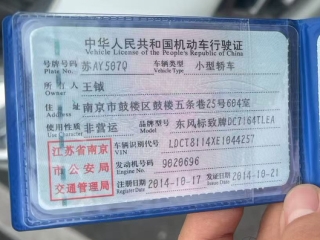 中华人民共和国机动车行驶证
Vehicle License of the People's Republic of China
号牌号码 苏AY507Q 车辆类型 小型轿车
Plate No. Vehicle Type
所有人 王钺
Owner
住址 南京市鼓楼区鼓楼五条巷25号604室
Address
使用性质 非营运 品牌型号 东风标致牌DC7164TLEA
Use Character Model
江苏省南京市公安局交通管理局
车辆识别代号 LDCT8114XE1044257
VIN
发动机号码 9020696
Engine No.
注册日期 2014-10-17 发证日期 2014-10-21
Register Date Issue Date